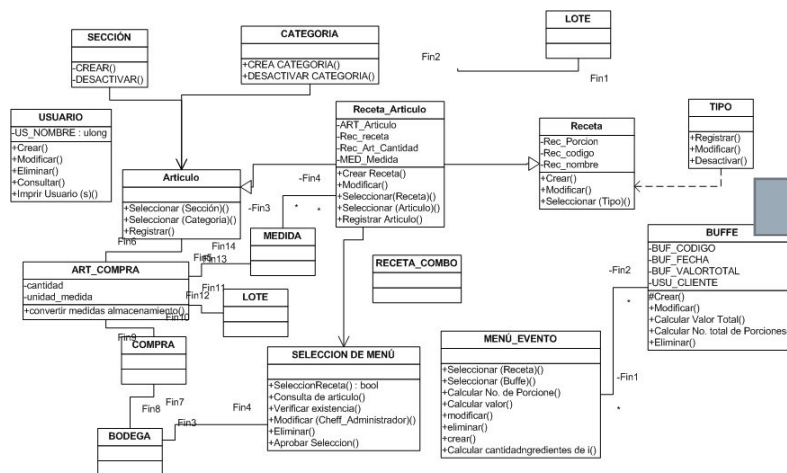 SECCIÓN
-CREAR()
-DESACTIVAR()
CATEGORIA
+CREA CATEGORIA()
+DESACTIVAR CATEGORIA()
LOTE
Fin2
Fin1
USUARIO
-US_NOMBRE : ulong
+Crear()
+Modificar()
+Eliminar()
+Consultar()
+Imprir Usuario (s)()
Articulo
+Seleccionar (Sección)()
+Seleccionar (Categoria)()
+Registrar()
Receta_Articulo
-ART_Articulo
-Rec_receta
-Rec_Art_Cantidad
-MED_Medida
+Crear Receta()
+Modificar()
+Seleccionar(Receta)()
+Seleccionar (Artículo)()
+Registrar Articulo()
Receta
-Rec_Porcion
-Rec_codigo
-Rec_nombre
+Crear()
+Modificar()
+Seleccionar (Tipo)()
TIPO
+Registrar()
+Modificar()
+Desactivar()
-Fin4
-Fin3
*
*
MEDIDA
Fin6
Fin14
Fin5
Fin13
ART_COMPRA
-cantidad
-unidad_medida
+convertir medidas almacenamiento()
Fin11
Fin12
Fin10
Fin9
LOTE
RECETA_COMBO
BUFFE
-BUF_CODIGO
-BUF_FECHA
-BUF_VALORTOTAL
-USU_CLIENTE
#Crear()
+Modificar()
+Calcular Valor Total()
+Calcular No. total de Porciones
+Eliminar()
-Fin2
*
-Fin1
*
COMPRA
Fin7
Fin8
BODEGA
Fin3
Fin4
SELECCION DE MENÚ
+SeleccionReceta() : bool
+Consulta de articulo()
+Verificar existencia()
+Modificar (Cheff_Administrador)()
+Eliminar()
+Aprobar Seleccion()
MENÚ_EVENTO
+Seleccionar (Receta)()
+Seleccionar (Buffe)()
+Calcular No. de Porcione()
+Calcular valor()
+modificar()
+eliminar()
+crear()
+Calcular cantidadngredientes de i()